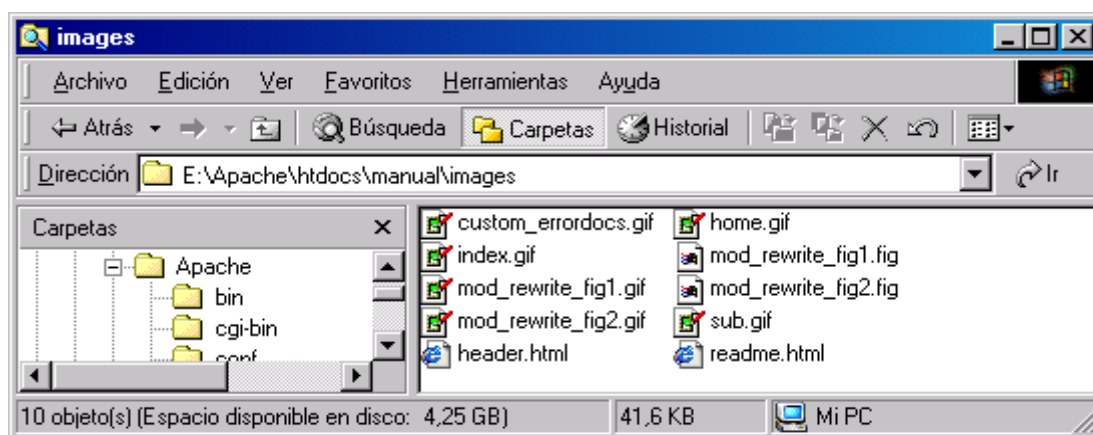 images
Archivo Edición Ver Favoritos Herramientas Ayuda
Atrás Búsqueda Carpetas Historial
Dirección E:\Apache\htdocs\manual\images Ir
Carpetas
Apache
bin
cgi-bin
conf
custom_errordocs.gif home.gif
index.gif mod_rewrite_fig1.fig
mod_rewrite_fig1.gif mod_rewrite_fig2.fig
mod_rewrite_fig2.gif sub.gif
header.html readme.html
10 objeto(s) (Espacio disponible en disco: 4,25 GB) 41,6 KB Mi PC